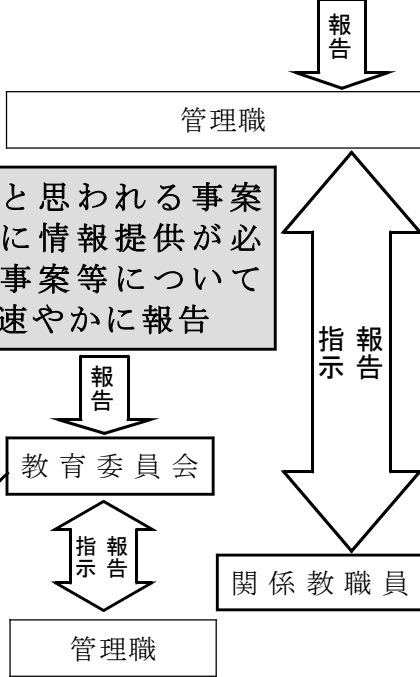 報告
管理職
と思われる事案
に情報提供が必
事案等について
速やかに報告
報告
指示
報告
教育委員会
報告
指示
関係教職員
管理職